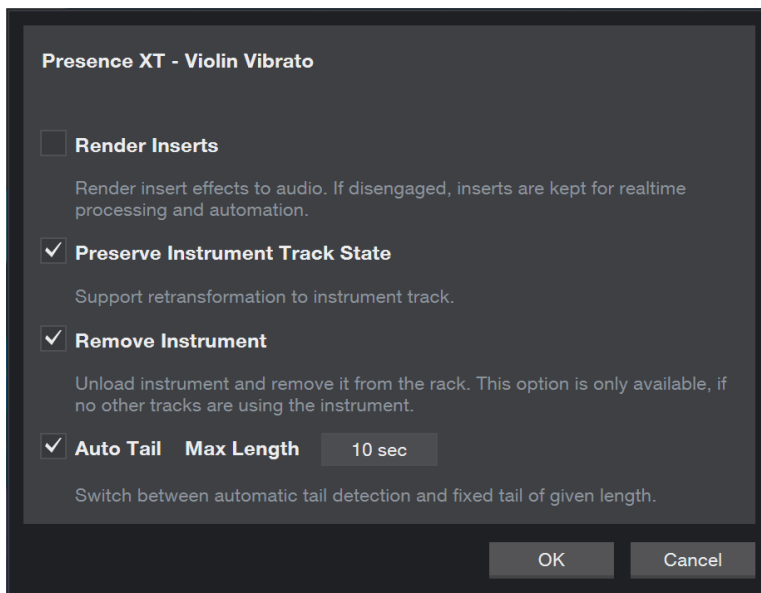 Presence XT - Violin Vibrato
Render Inserts
Render insert effects to audio. If disengaged, inserts are kept for realtime
processing and automation.
Preserve Instrument Track State
Support retransformation to instrument track.
Remove Instrument
Unload instrument and remove it from the rack. This option is only available, if
no other tracks are using the instrument.
Auto Tail Max Length 10 sec
Switch between automatic tail detection and fixed tail of given length.
OK Cancel